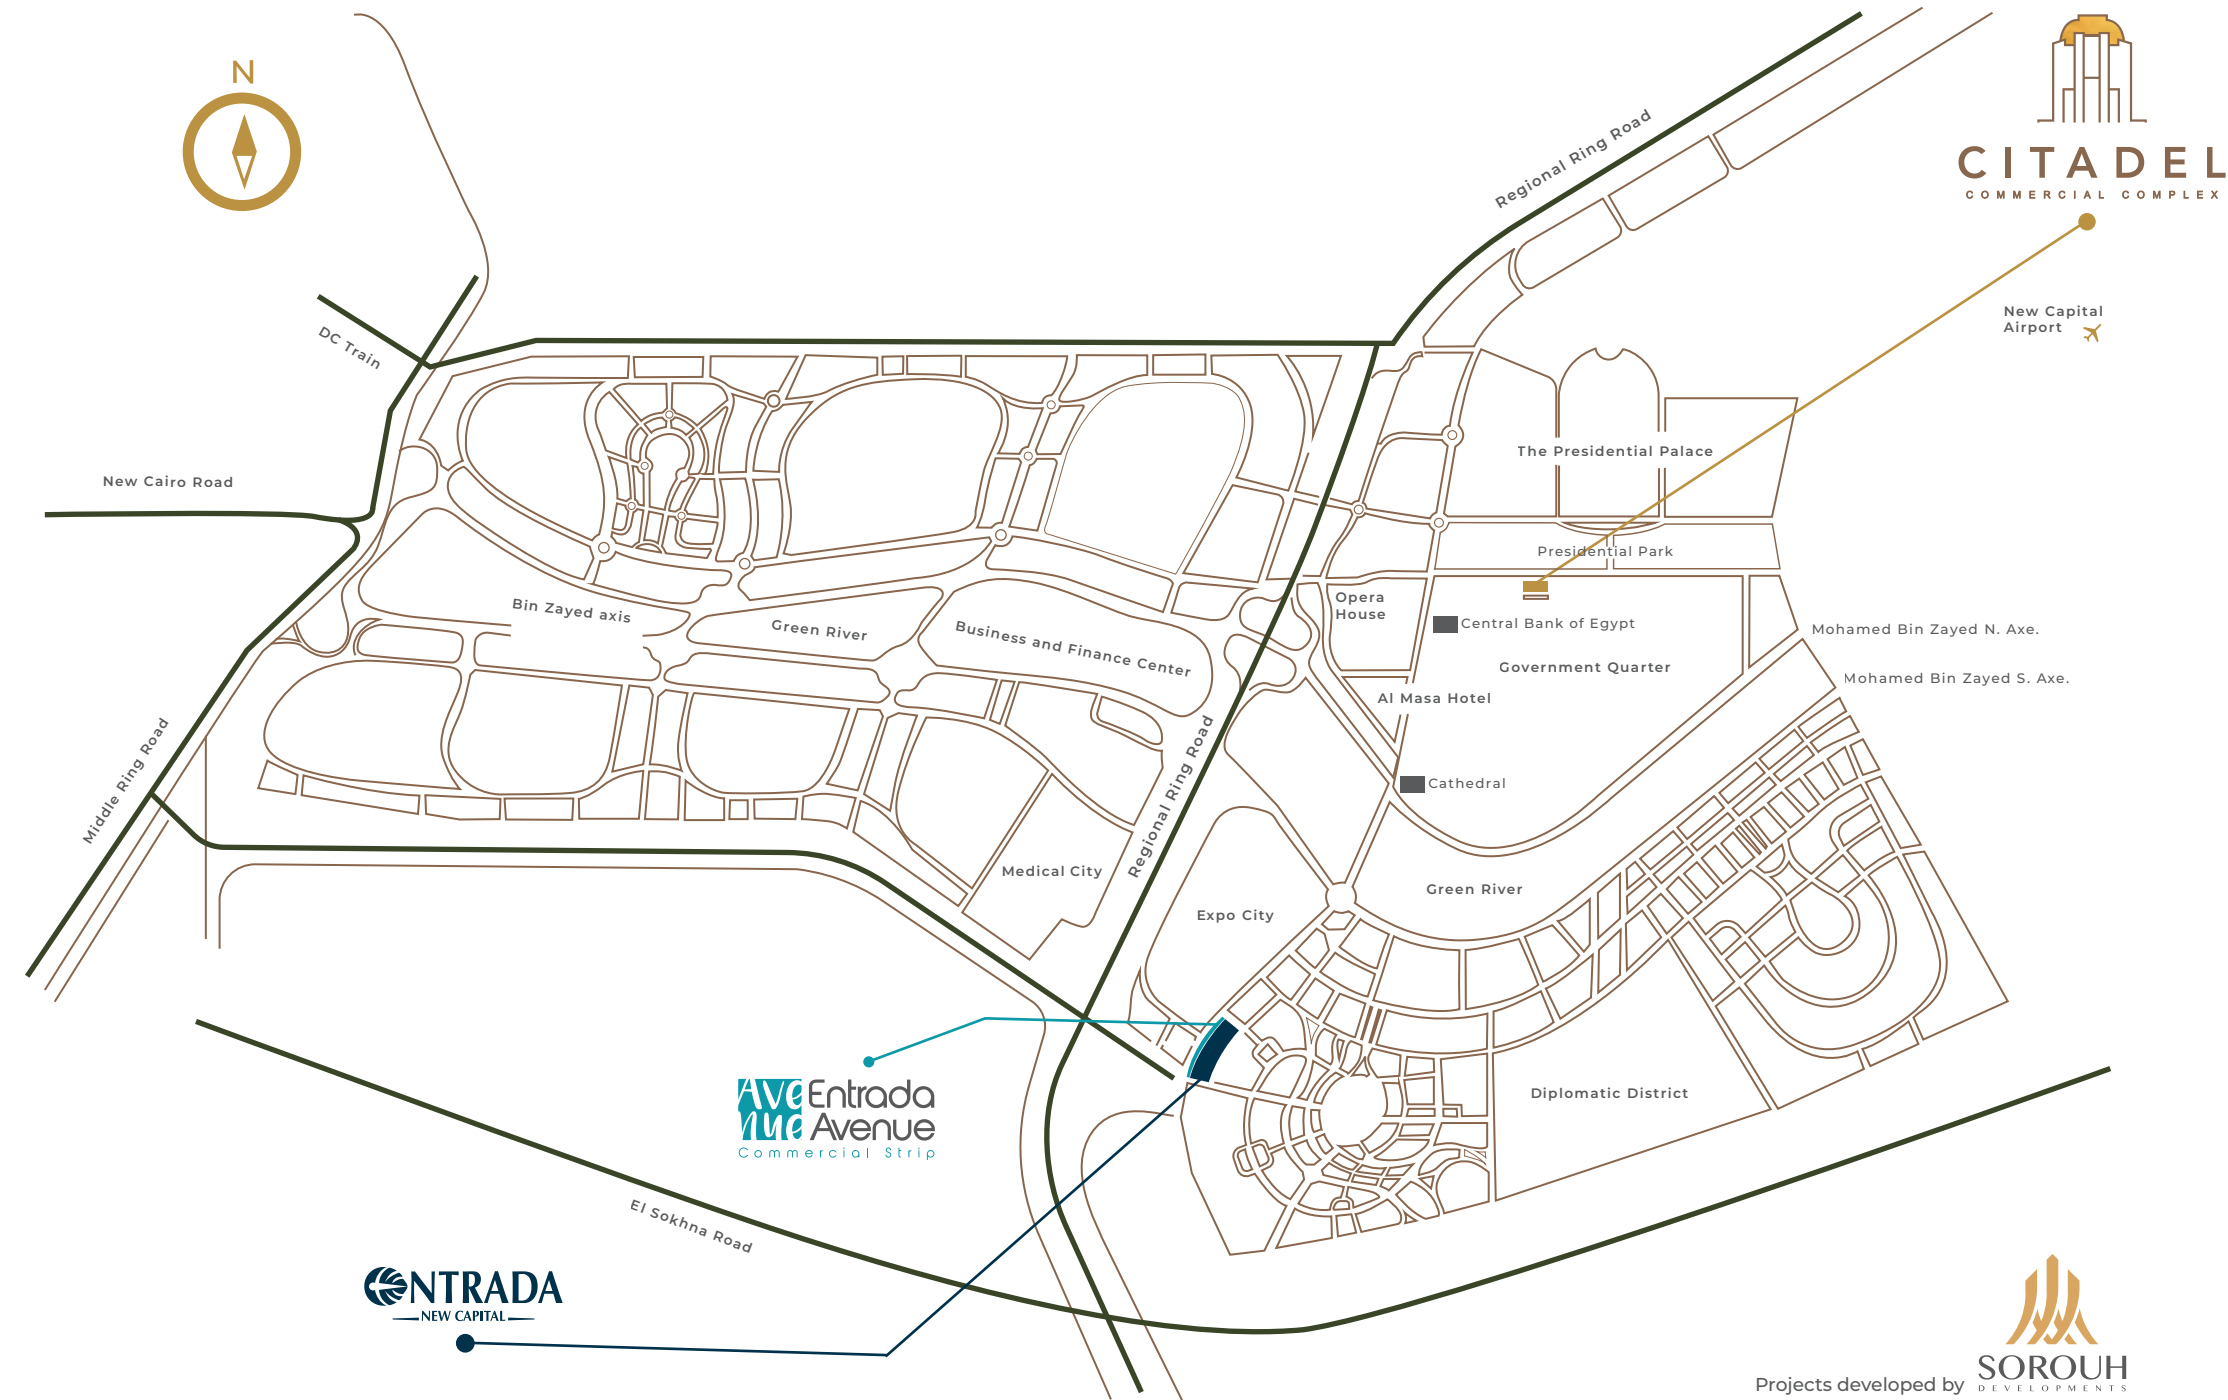 N
CITADEL
COMMERCIAL COMPLEX
Regional Ring Road
New Capital
Airport
DC Train
New Cairo Road
The Presidential Palace
Presidential Park
Opera
House
Central Bank of Egypt
Bin Zayed axis
Green River
Business and Finance Center
Mohamed Bin Zayed N. Axe.
Government Quarter
Mohamed Bin Zayed S. Axe.
Al Masa Hotel
Middle Ring Road
Regional Ring Road
Cathedral
Medical City
Green River
Expo City
Diplomatic District
Avenue
Entrada
Avenue
Commercial Strip
El Sokhna Road
ENTRADA
NEW CAPITAL
Projects developed by
SOROUH
DEVELOPMENTS